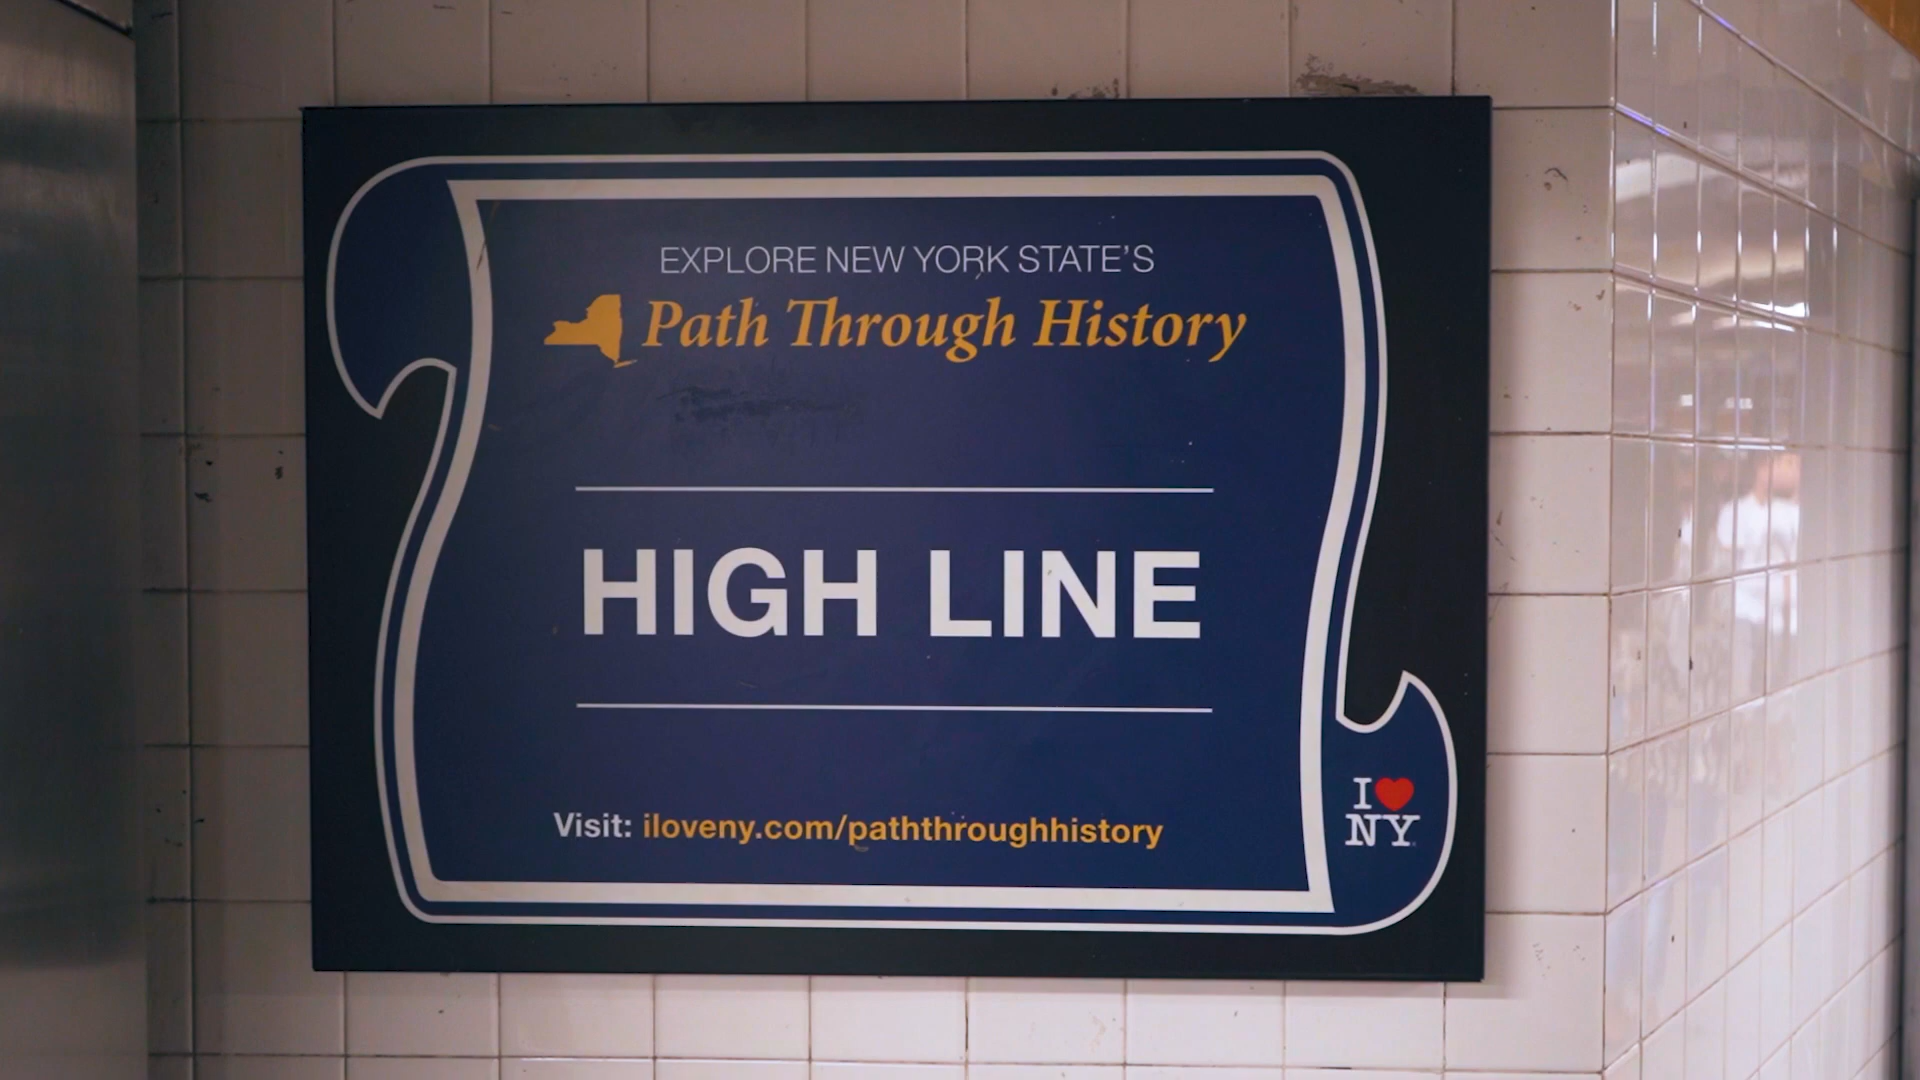 EXPLORE NEW YORK STATE'S
Path Through History
HIGH LINE
Visit: iloveny.com/paththroughhistory
I♥
NY